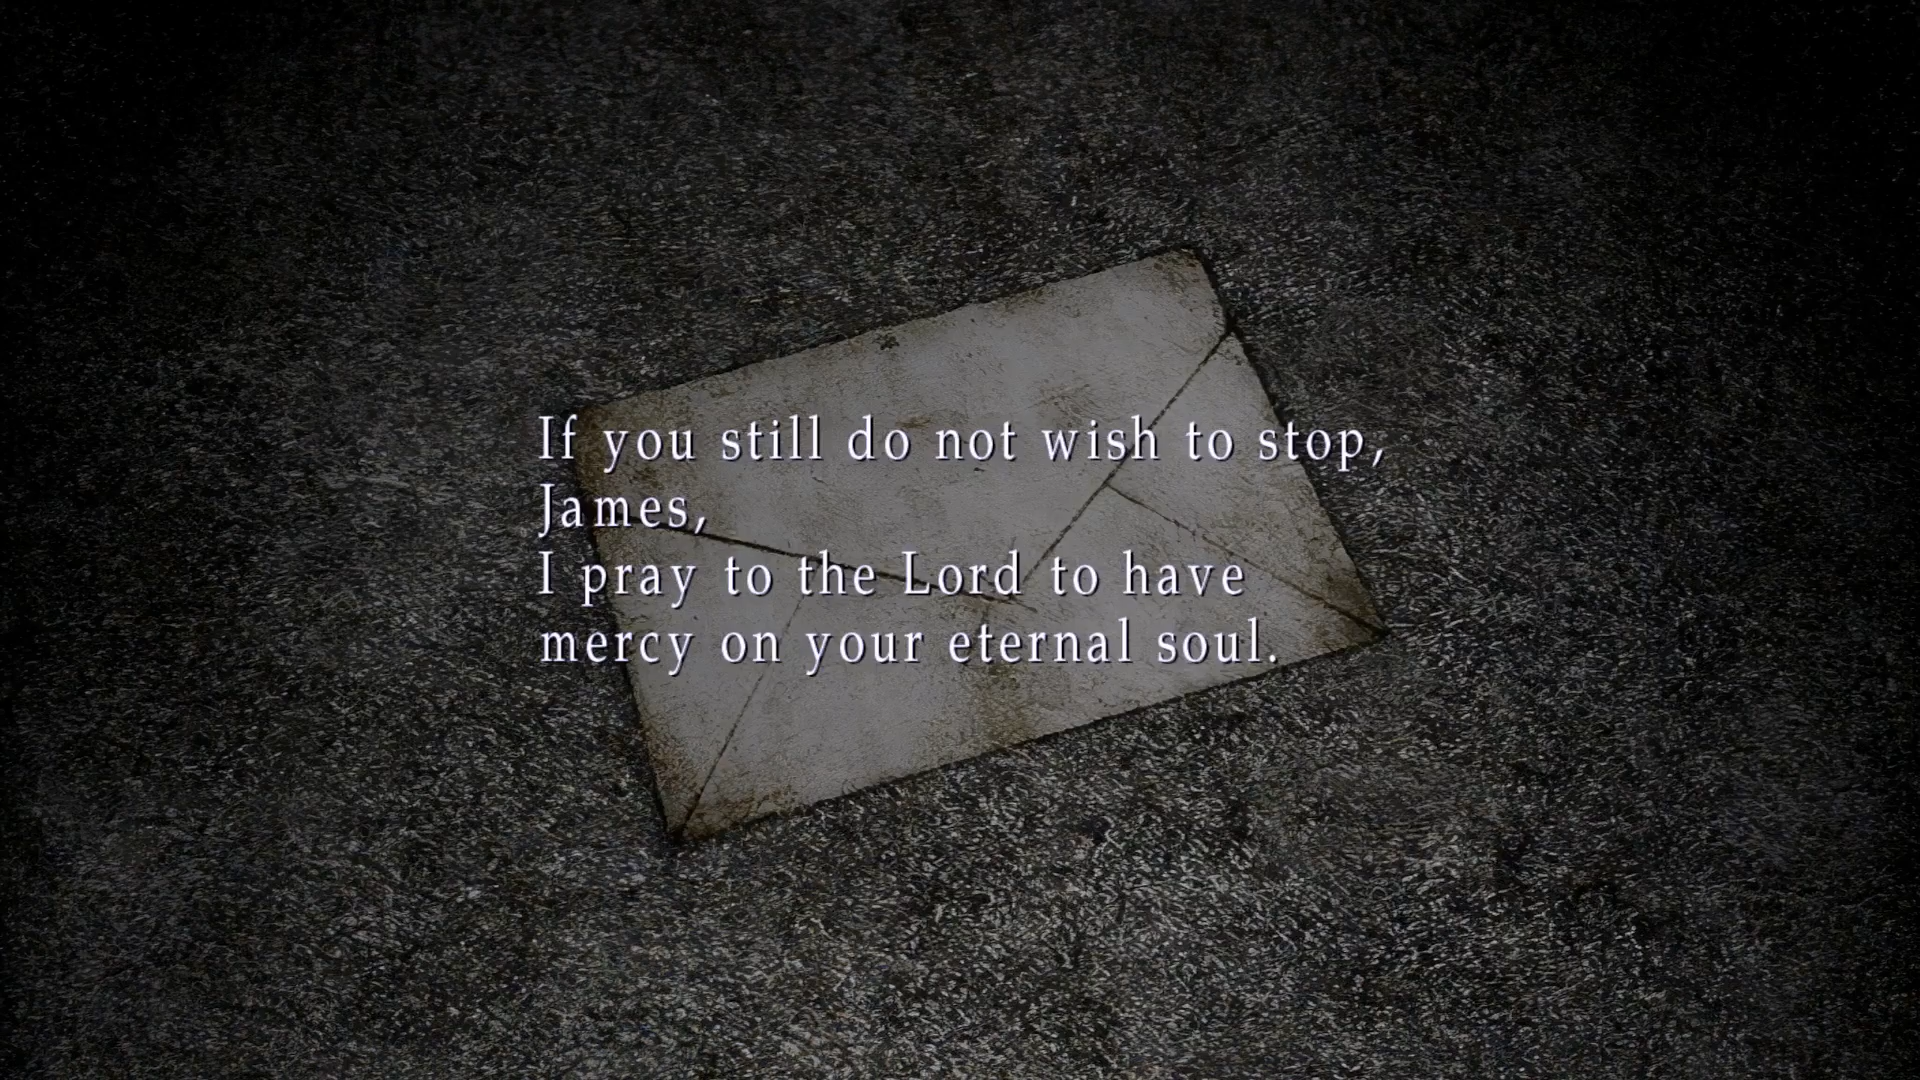 If you still do not wish to stop,
James,
I pray to the Lord to have
mercy on your eternal soul.